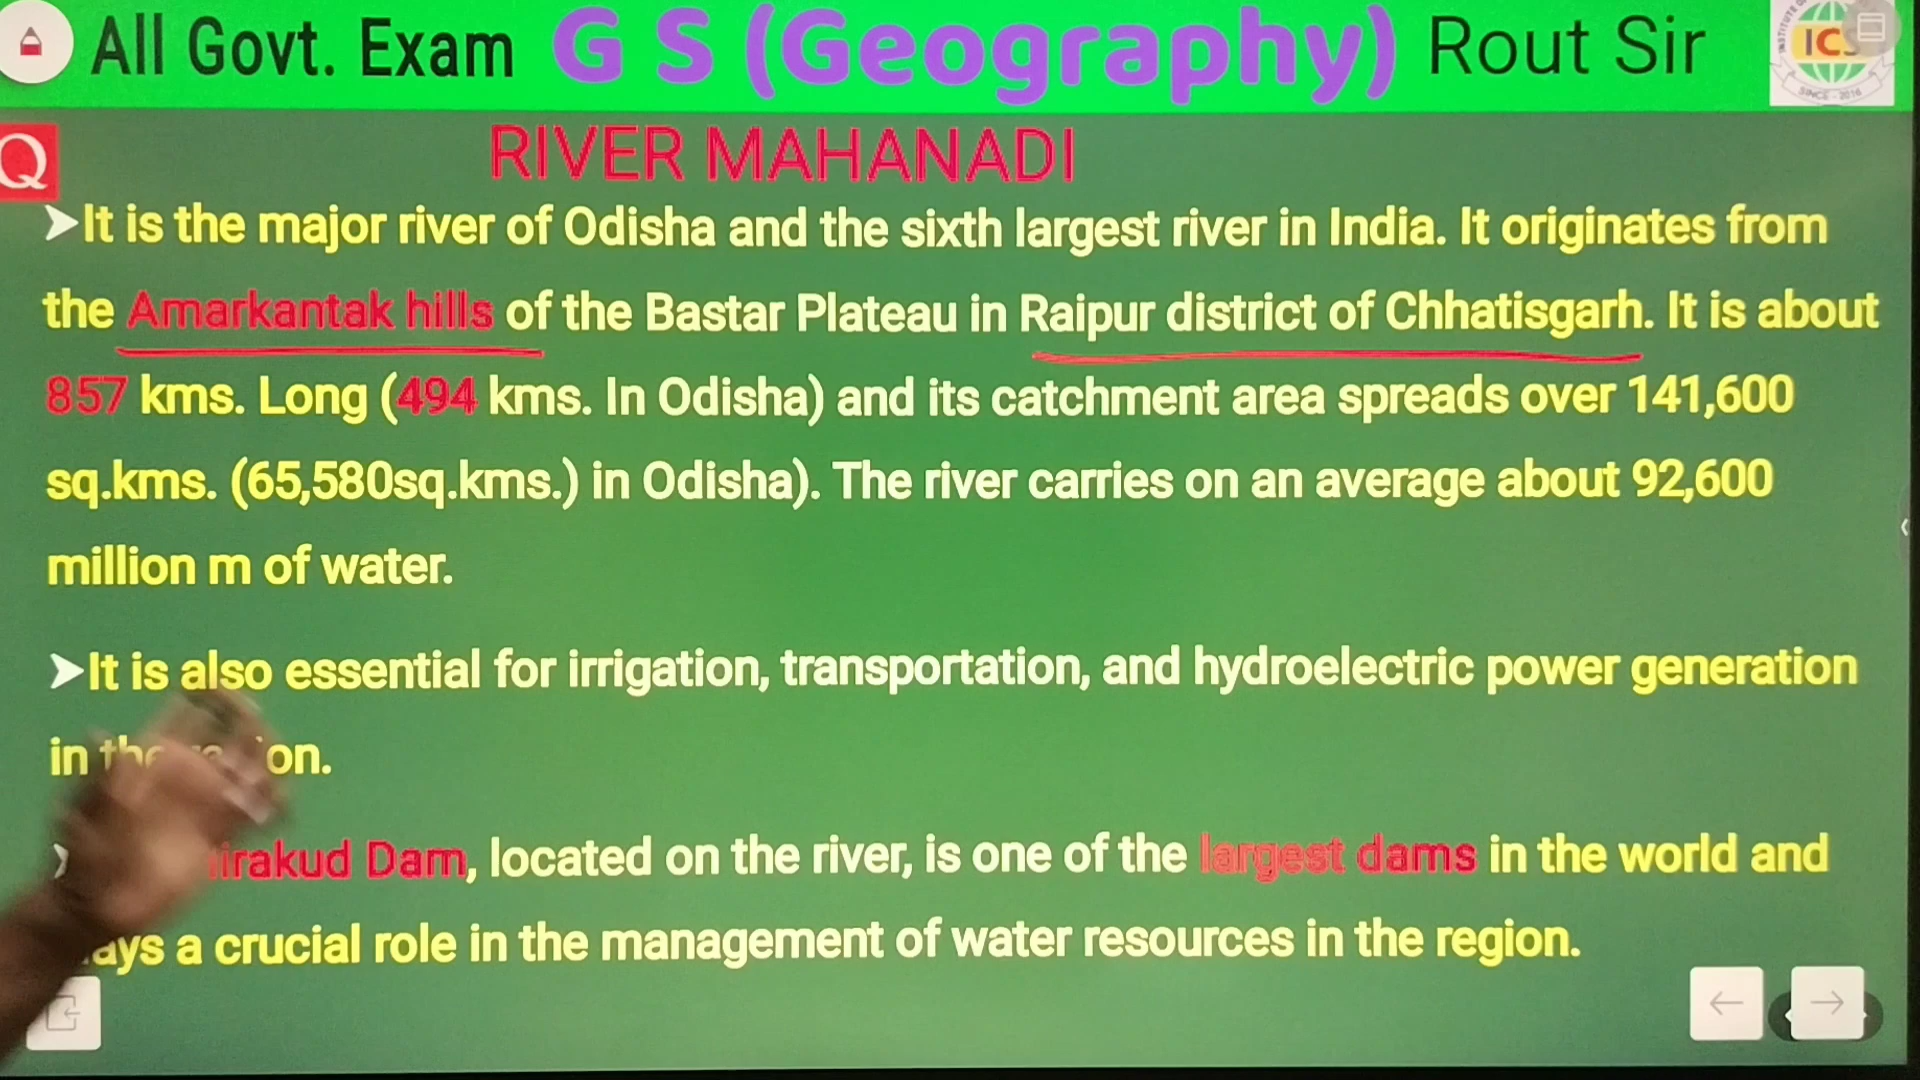 All Govt. Exam G S (Geography) Rout Sir
ICS
SINCE - 2016
Q
RIVER MAHANADI
➤It is the major river of Odisha and the sixth largest river in India. It originates from
the Amarkantak hills of the Bastar Plateau in Raipur district of Chhatisgarh. It is about
857 kms. Long (494 kms. In Odisha) and its catchment area spreads over 141,600
sq.kms. (65,580sq.kms.) in Odisha). The river carries on an average about 92,600
million m of water.
➤It is also essential for irrigation, transportation, and hydroelectric power generation
in
Dam, located on the river, is one of the largest dams in the world and
a crucial role in the management of water resources in the region.